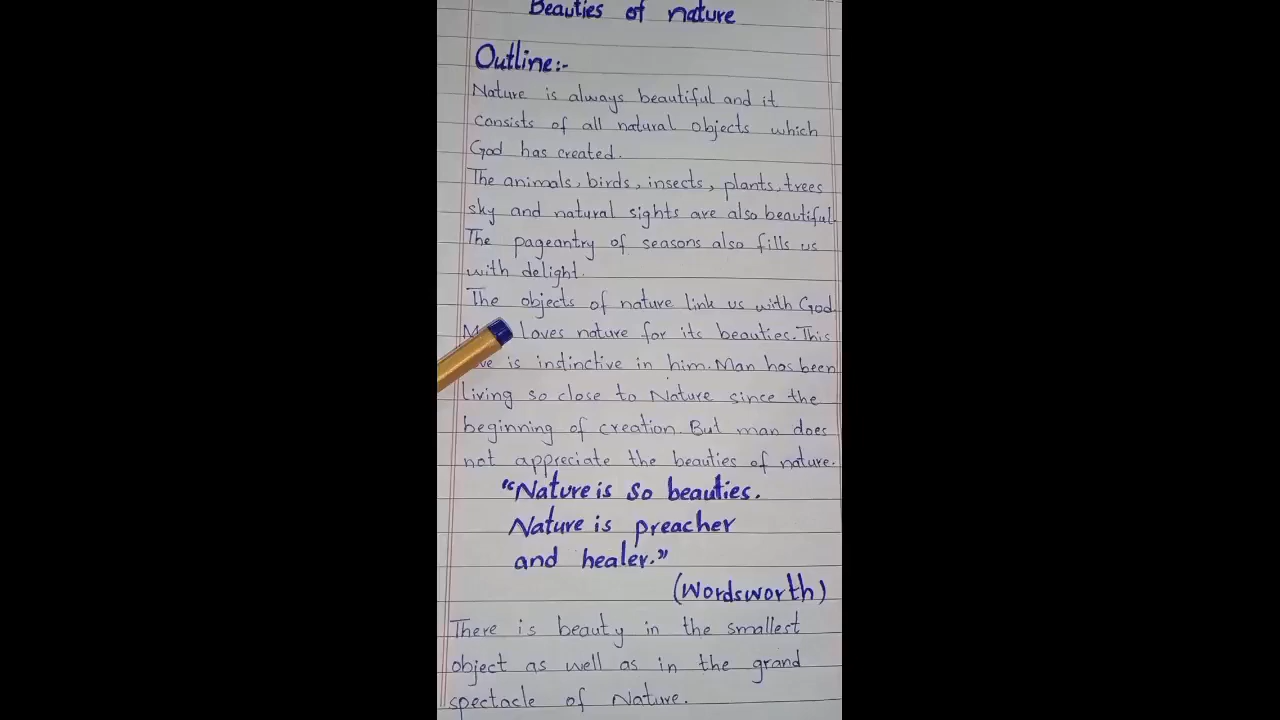 Beauties of nature
Outline:-
Nature is always beautiful and it
consists of all natural objects which
God has created.
The animals, birds, insects, plants, trees
sky and natural sights are also beautiful.
The pageantry of seasons also fills us
with delight.
The objects of nature link us with God.
loves nature for its beauties. This
is instinctive in him. Man has been
living so close to Nature since the
beginning of creation. But man does
not appreciate the beauties of nature.
"Nature is so beauties.
Nature is preacher
and healer."
(Wordsworth)
There is beauty in the smallest
object as well as in the grand
spectacle of Nature.